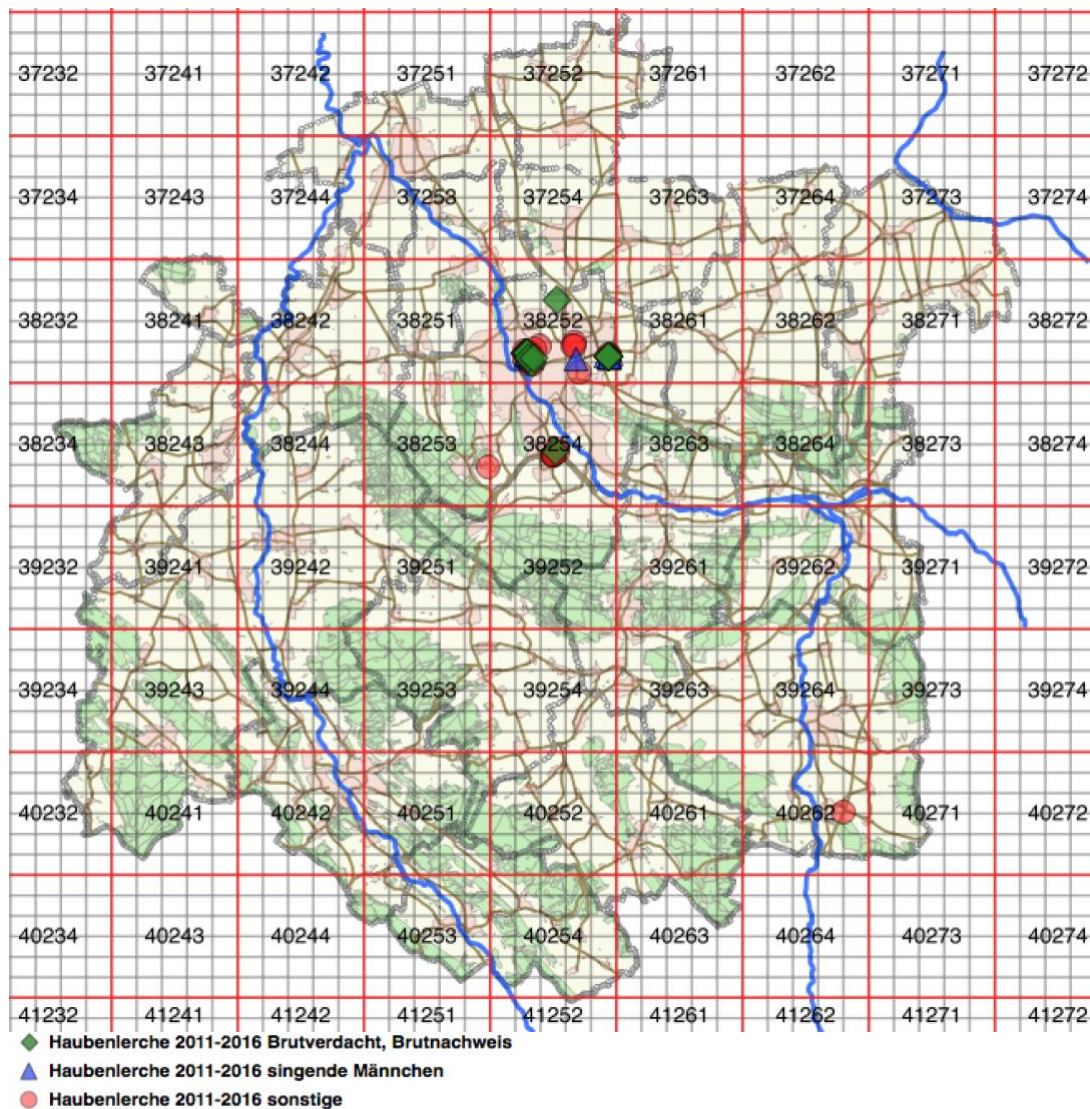 37232 37241 37242 37251 37252 37261 37262 37271 37272
37234 37243 37244 37253 37254 37263 37264 37273 37274
38232 38241 38242 38251 38252 38261 38262 38271 38272
38234 38243 38244 38253 38254 38263 38264 38273 38274
39232 39241 39242 39251 39252 39261 39262 39271 39272
39234 39243 39244 39253 39254 39263 39264 39273 39274
40232 40241 40242 40251 40252 40261 40262 40271 40272
40234 40243 40244 40253 40254 40263 40264 40273 40274
41232 41241 41242 41251 41252 41261 41262 41271 41272
Haubenlerche 2011-2016 Brutverdacht, Brutnachweis
Haubenlerche 2011-2016 singende Männchen
Haubenlerche 2011-2016 sonstige